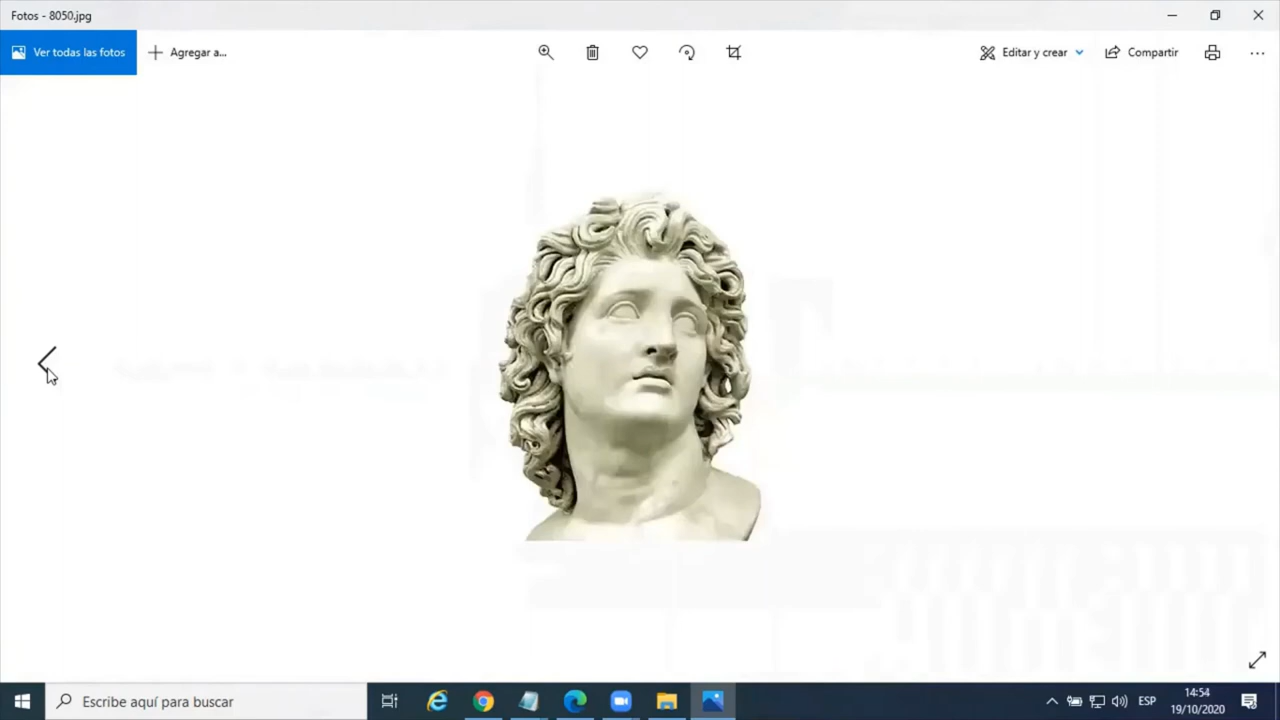 Fotos - 8050.jpg
Ver todas las fotos
Agregar a...
Editar y crear
Compartir
Escribe aquí para buscar
ESP
14:54
19/10/2020